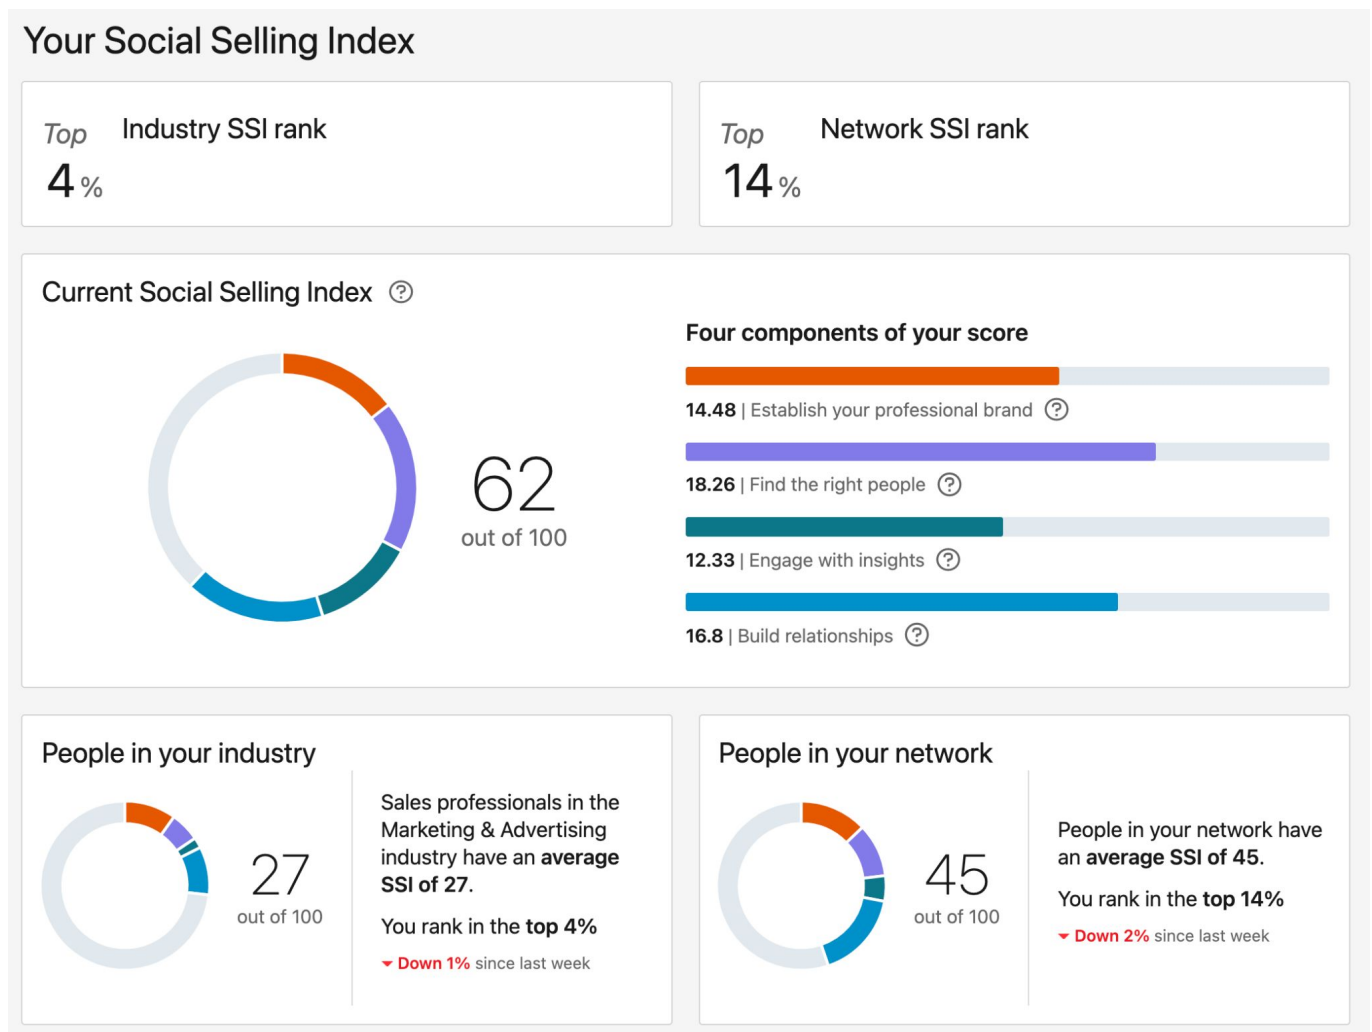 Your Social Selling Index
Top
4 %
Industry SSI rank
Top
14 %
Network SSI rank
Current Social Selling Index ?
62
out of 100
Four components of your score
14.48 | Establish your professional brand ?
18.26 | Find the right people ?
12.33 | Engage with insights ?
16.8 | Build relationships ?
People in your industry
27
out of 100
Sales professionals in the
Marketing & Advertising
industry have an average
SSI of 27.
You rank in the top 4%
Down 1% since last week
People in your network
45
out of 100
People in your network have
an average SSI of 45.
You rank in the top 14%
Down 2% since last week